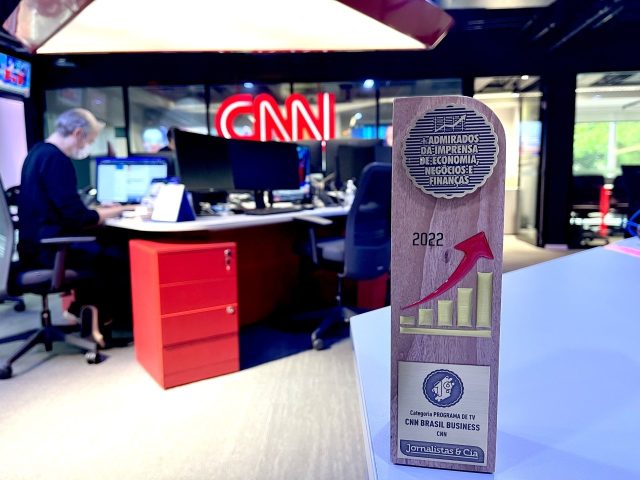 CNN
+ ADMIRADOS
DA IMPRENSA
DE ECONOMIA,
NEGÓCIOS E
FINANÇAS
2022
Categoria PROGRAMA DE TV
CNN BRASIL BUSINESS
CNN
Jornalistas & Cia